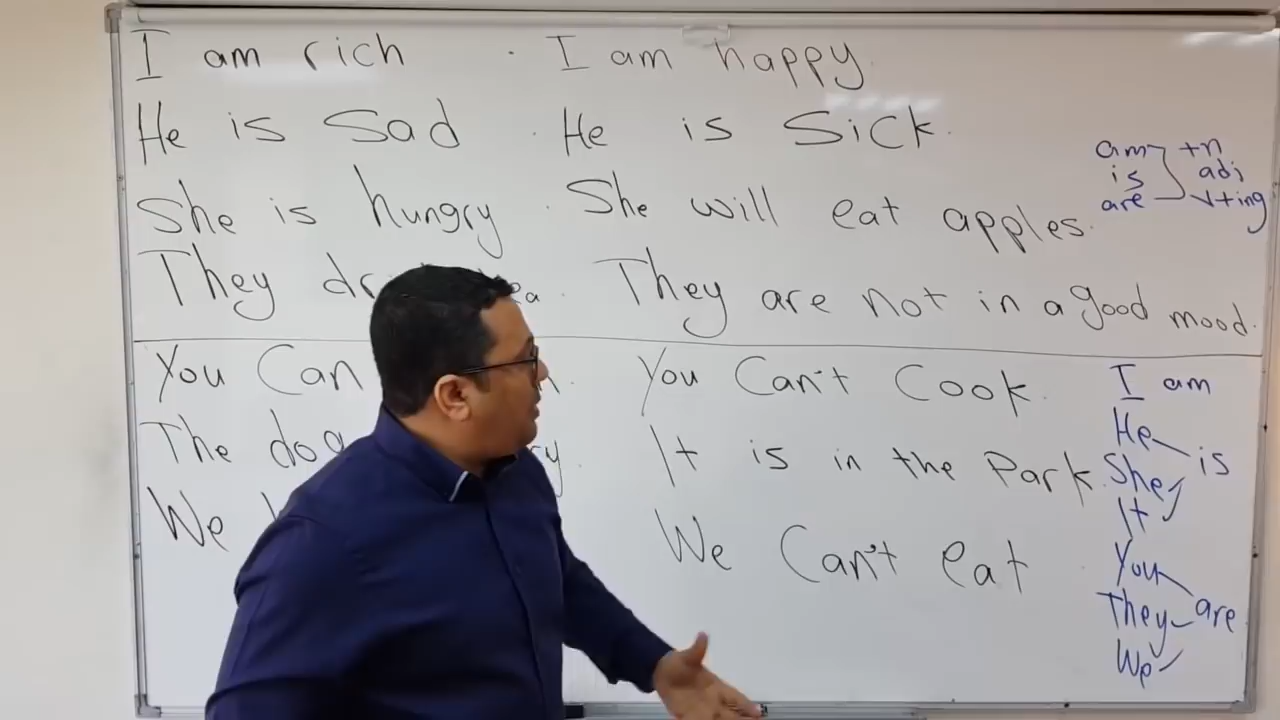 I am rich . I am happy.
He is Sad . He is Sick.
She is hungry . She will eat apples.
They . They are not in a good mood.
You Can . You Can't Cook.
The . It is in the Park.
We We Can't eat
am +n
is adj
are v+ing
I am
He
She is
It
You
They are
We